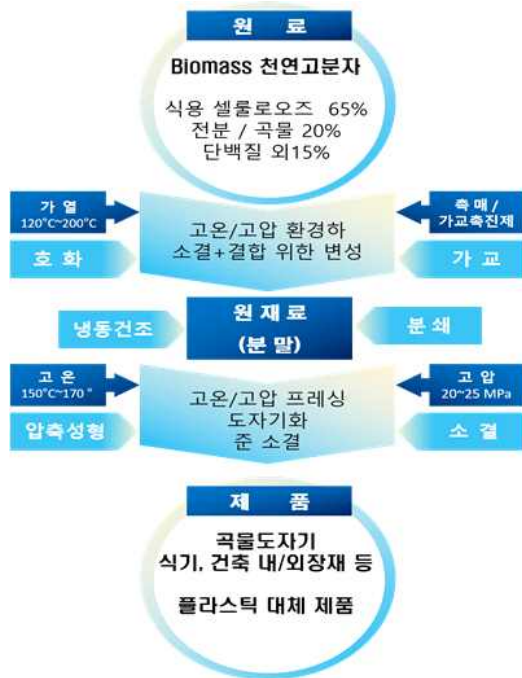 원 료
Biomass 천연고분자
식용 셀룰로오즈 65%
전분 / 곡물 20%
단백질 외15%
가 열
120°C~200°C
호 화
고온/고압 환경하
소결+결합 위한 변성
촉 매 /
가교촉진제
가 교
냉동건조
원 재 료
(분 말)
분 쇄
고 온
150°C~170 °
압축성형
고온/고압 프레싱
도자기화
준 소결
고 압
20~25 MPa
소 결
제 품
곡물도자기
식기, 건축 내/외장재 등
플라스틱 대체 제품